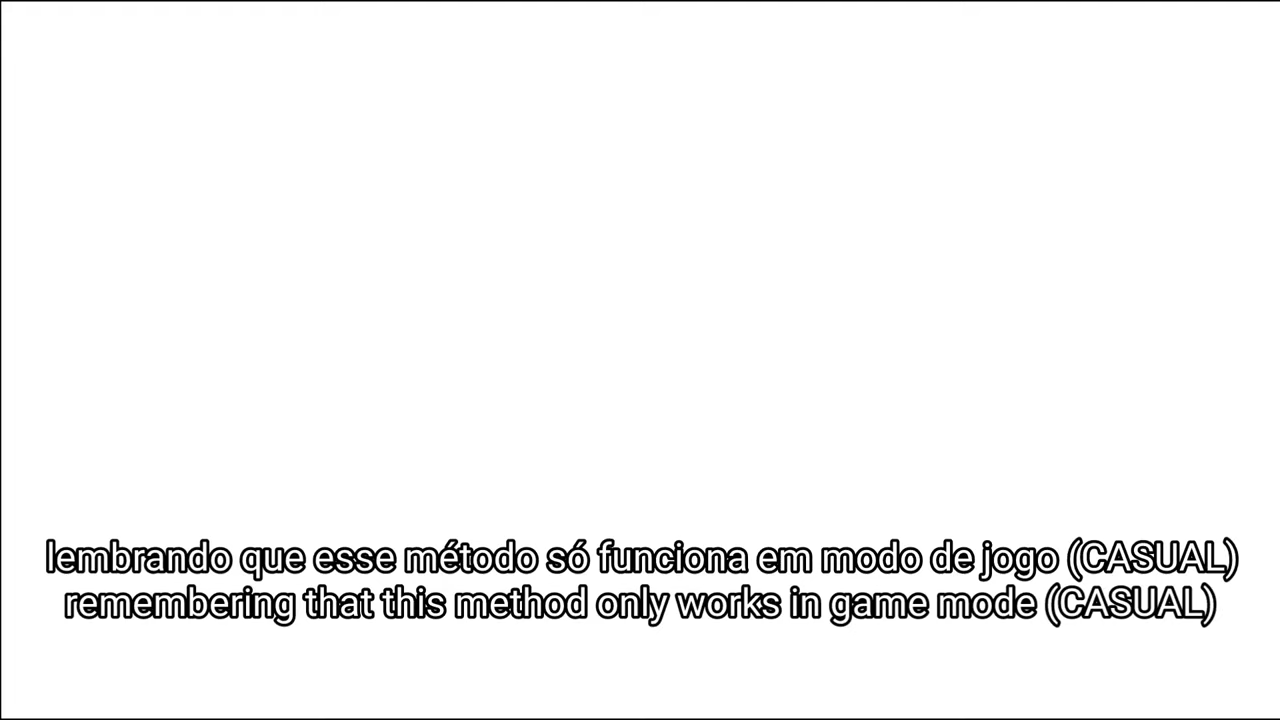 lembrando que esse método só funciona em modo de jogo (CASUAL)
remembering that this method only works in game mode (CASUAL)